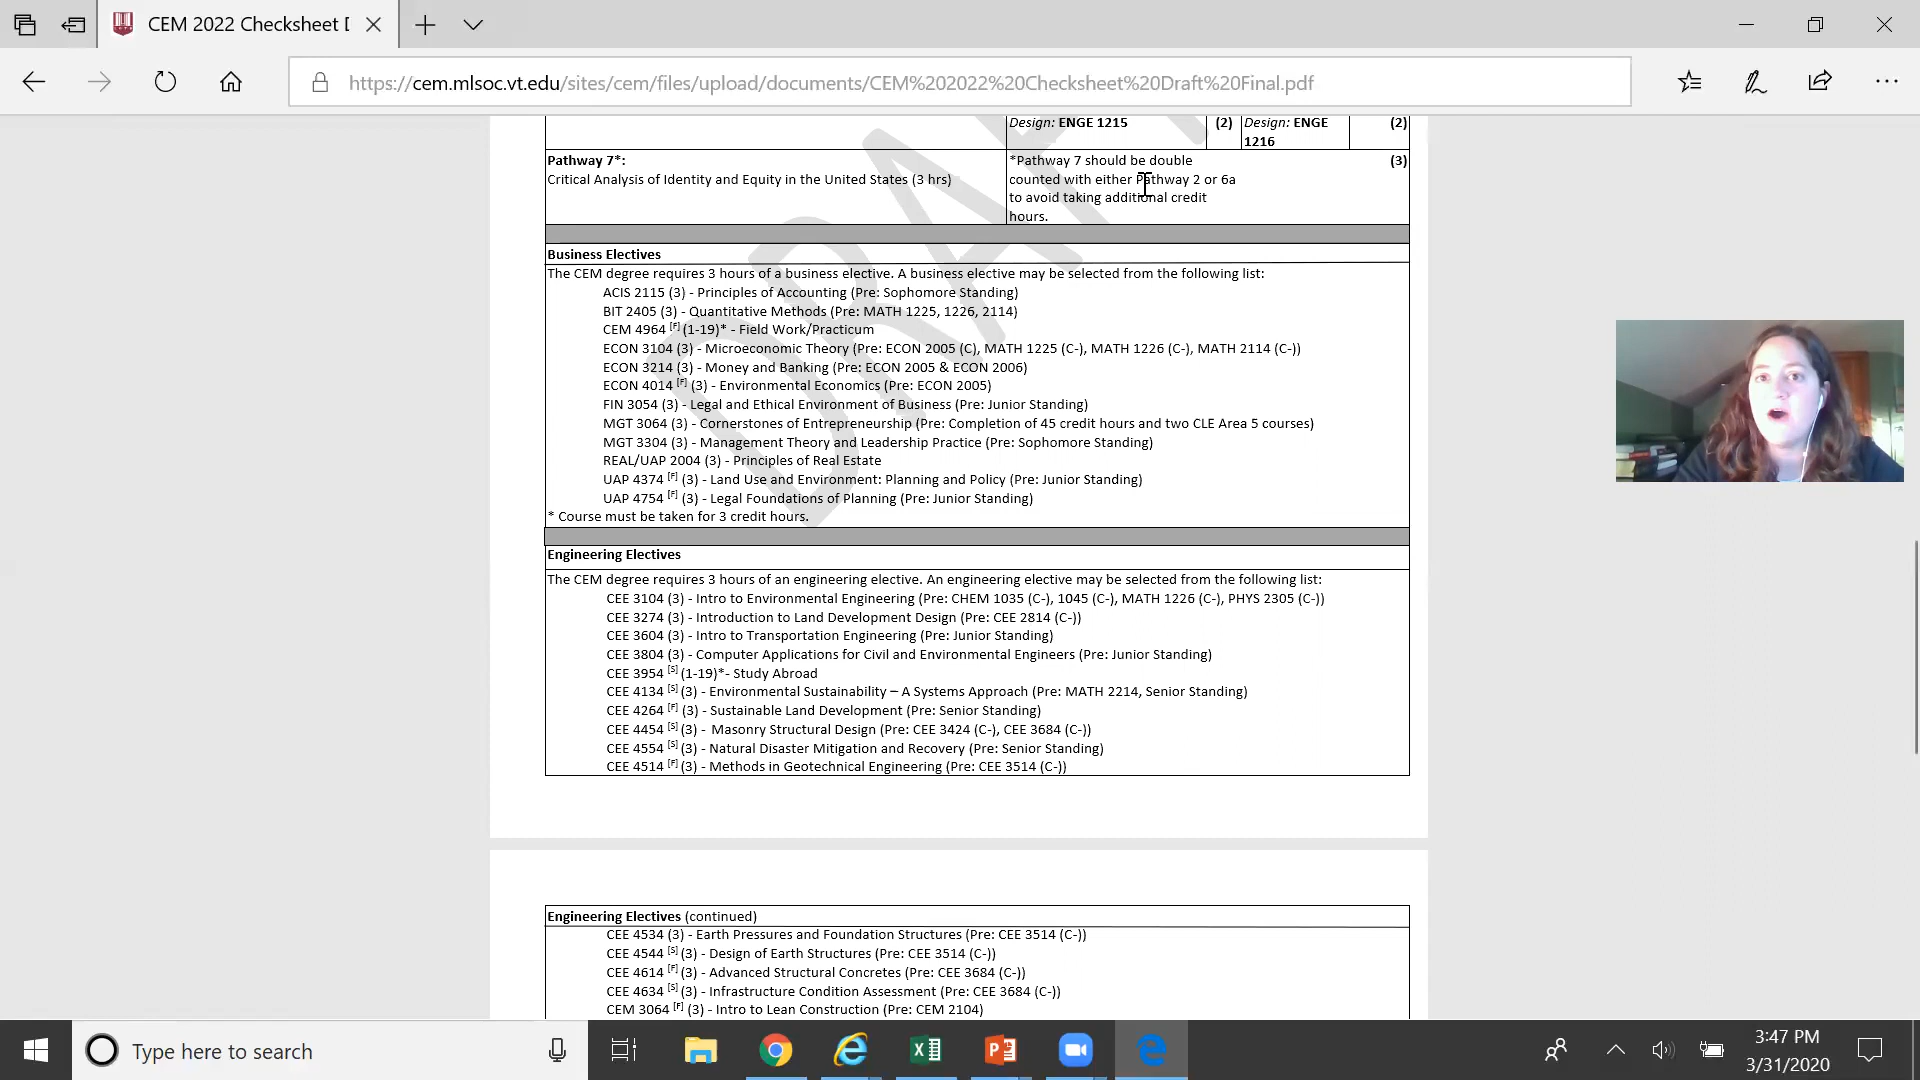 CEM 2022 Checksheet D
https://cem.mlsoc.vt.edu/sites/cem/files/upload/documents/CEM%202022%20Checksheet%20Draft%20Final.pdf
Design: ENGE 1215 (2) Design: ENGE 1216 (2)
Pathway 7*:
Critical Analysis of Identity and Equity in the United States (3 hrs)
*Pathway 7 should be double (3)
counted with either Pathway 2 or 6a
to avoid taking additional credit
hours.
DRAFT
Business Electives
The CEM degree requires 3 hours of a business elective. A business elective may be selected from the following list:
ACIS 2115 (3) - Principles of Accounting (Pre: Sophomore Standing)
BIT 2405 (3) - Quantitative Methods (Pre: MATH 1225, 1226, 2114)
CEM 4964 [F] (1-19)* - Field Work/Practicum
ECON 3104 (3) - Microeconomic Theory (Pre: ECON 2005 (C), MATH 1225 (C-), MATH 1226 (C-), MATH 2114 (C-))
ECON 3214 (3) - Money and Banking (Pre: ECON 2005 & ECON 2006)
ECON 4014 [F] (3) - Environmental Economics (Pre: ECON 2005)
FIN 3054 (3) - Legal and Ethical Environment of Business (Pre: Junior Standing)
MGT 3064 (3) - Cornerstones of Entrepreneurship (Pre: Completion of 45 credit hours and two CLE Area 5 courses)
MGT 3304 (3) - Management Theory and Leadership Practice (Pre: Sophomore Standing)
REAL/UAP 2004 (3) - Principles of Real Estate
UAP 4374 [F] (3) - Land Use and Environment: Planning and Policy (Pre: Junior Standing)
UAP 4754 [F] (3) - Legal Foundations of Planning (Pre: Junior Standing)
* Course must be taken for 3 credit hours.
Engineering Electives
The CEM degree requires 3 hours of an engineering elective. An engineering elective may be selected from the following list:
CEE 3104 (3) - Intro to Environmental Engineering (Pre: CHEM 1035 (C-), 1045 (C-), MATH 1226 (C-), PHYS 2305 (C-))
CEE 3274 (3) - Introduction to Land Development Design (Pre: CEE 2814 (C-))
CEE 3604 (3) - Intro to Transportation Engineering (Pre: Junior Standing)
CEE 3804 (3) - Computer Applications for Civil and Environmental Engineers (Pre: Junior Standing)
CEE 3954 [S] (1-19)*- Study Abroad
CEE 4134 [S] (3) - Environmental Sustainability – A Systems Approach (Pre: MATH 2214, Senior Standing)
CEE 4264 [F] (3) - Sustainable Land Development (Pre: Senior Standing)
CEE 4454 [S] (3) - Masonry Structural Design (Pre: CEE 3424 (C-), CEE 3684 (C-))
CEE 4554 [S] (3) - Natural Disaster Mitigation and Recovery (Pre: Senior Standing)
CEE 4514 [F] (3) - Methods in Geotechnical Engineering (Pre: CEE 3514 (C-))
Engineering Electives (continued)
CEE 4534 (3) - Earth Pressures and Foundation Structures (Pre: CEE 3514 (C-))
CEE 4544 [S] (3) - Design of Earth Structures (Pre: CEE 3514 (C-))
CEE 4614 [F] (3) - Advanced Structural Concretes (Pre: CEE 3684 (C-))
CEE 4634 [S] (3) - Infrastructure Condition Assessment (Pre: CEE 3684 (C-))
CEM 3064 [F] (3) - Intro to Lean Construction (Pre: CEM 2104)
Type here to search
3:47 PM
3/31/2020